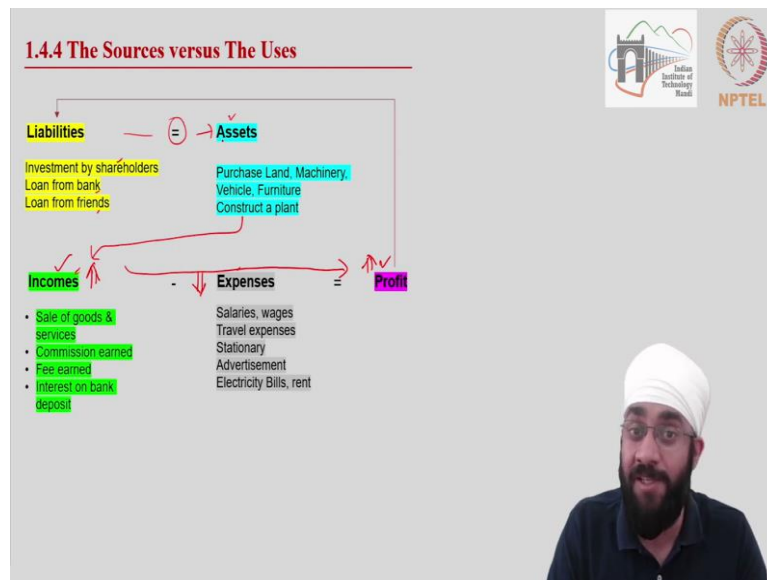 1.4.4 The Sources versus The Uses
Indian
Institute of
Technology
Mandi
NPTEL
Liabilities = Assets
Investment by shareholders
Loan from bank
Loan from friends
Purchase Land, Machinery,
Vehicle, Furniture
Construct a plant
Incomes - Expenses = Profit
• Sale of goods &
services
• Commission earned
• Fee earned
• Interest on bank
deposit
Salaries, wages
Travel expenses
Stationary
Advertisement
Electricity Bills, rent